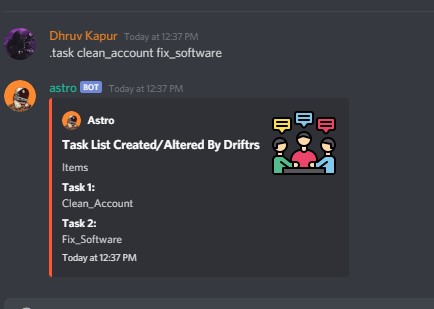 Dhruv Kapur Today at 12:37 PM
.task clean_account fix_software
astro BOT Today at 12:37 PM
Astro
Task List Created/Altered By Driftrs
Items
Task 1:
Clean_Account
Task 2:
Fix_Software
Today at 12:37 PM